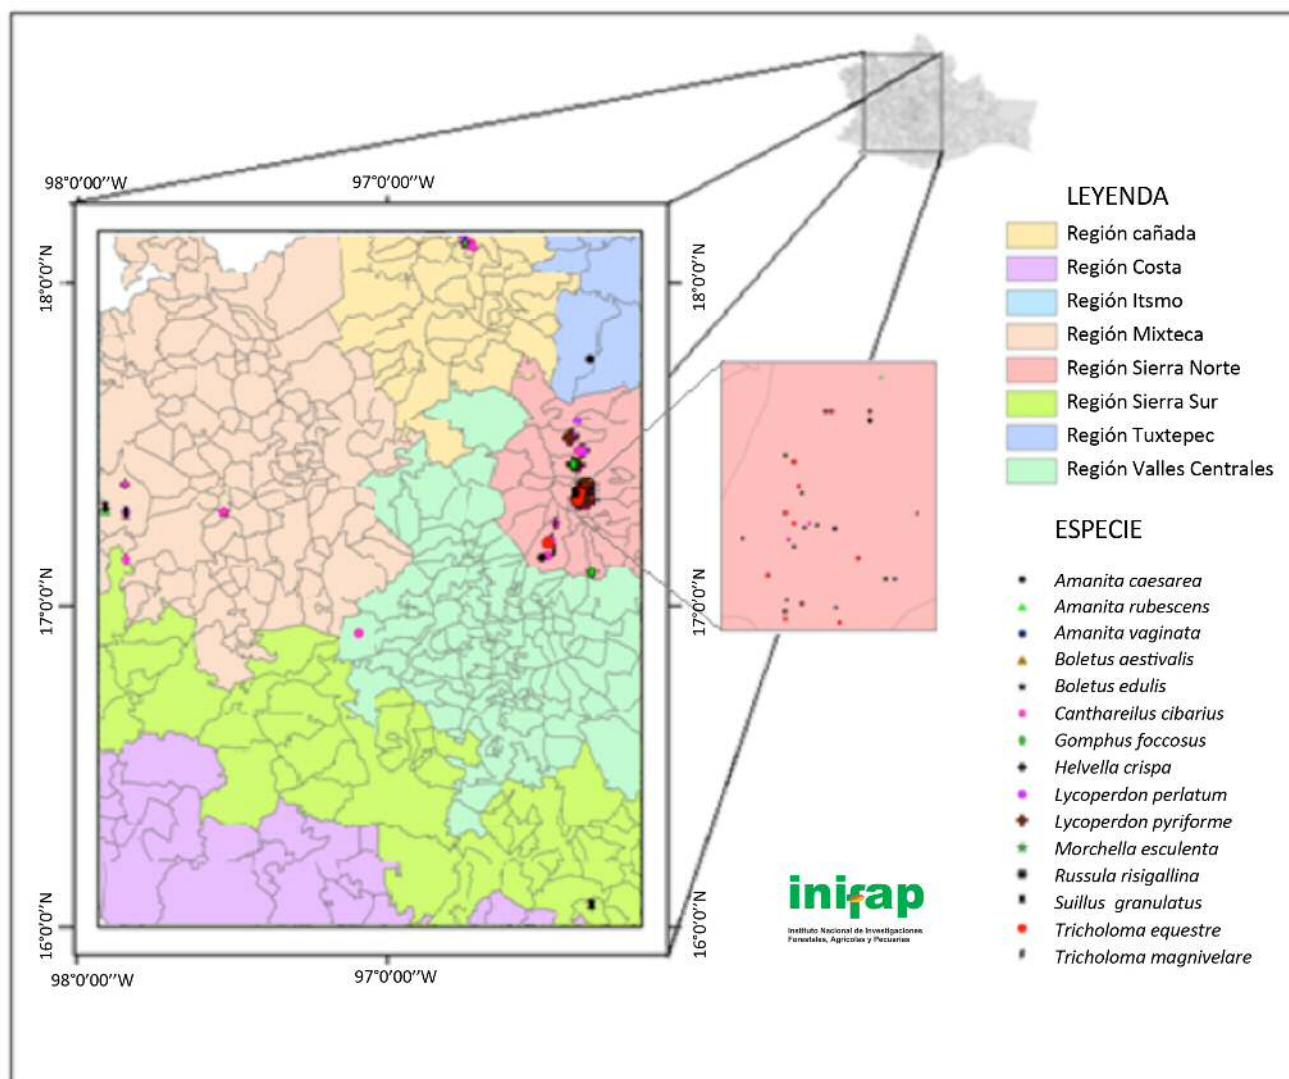 98°0'00''W
97°0'00''W
18°0'0''N
18°0'0''N
17°0'0''N
17°0'0''N
16°0'0''N
16°0'0''N
98°0'00''W
97°0'00''W
LEYENDA
Región cañada
Región Costa
Región Itsmo
Región Mixteca
Región Sierra Norte
Región Sierra Sur
Región Tuxtepec
Región Valles Centrales
ESPECIE
Amanita caesarea
Amanita rubescens
Amanita vaginata
Boletus aestivalis
Boletus edulis
Canthareilus cibarius
Gomphus foccosus
Helvella crispa
Lycoperdon perlatum
Lycoperdon pyriforme
Morchella esculenta
Russula risigallina
Suillus granulatus
Tricholoma equestre
Tricholoma magnivelare
inifap
Instituto Nacional de Investigaciones
Forestales, Agrícolas y Pecuarias